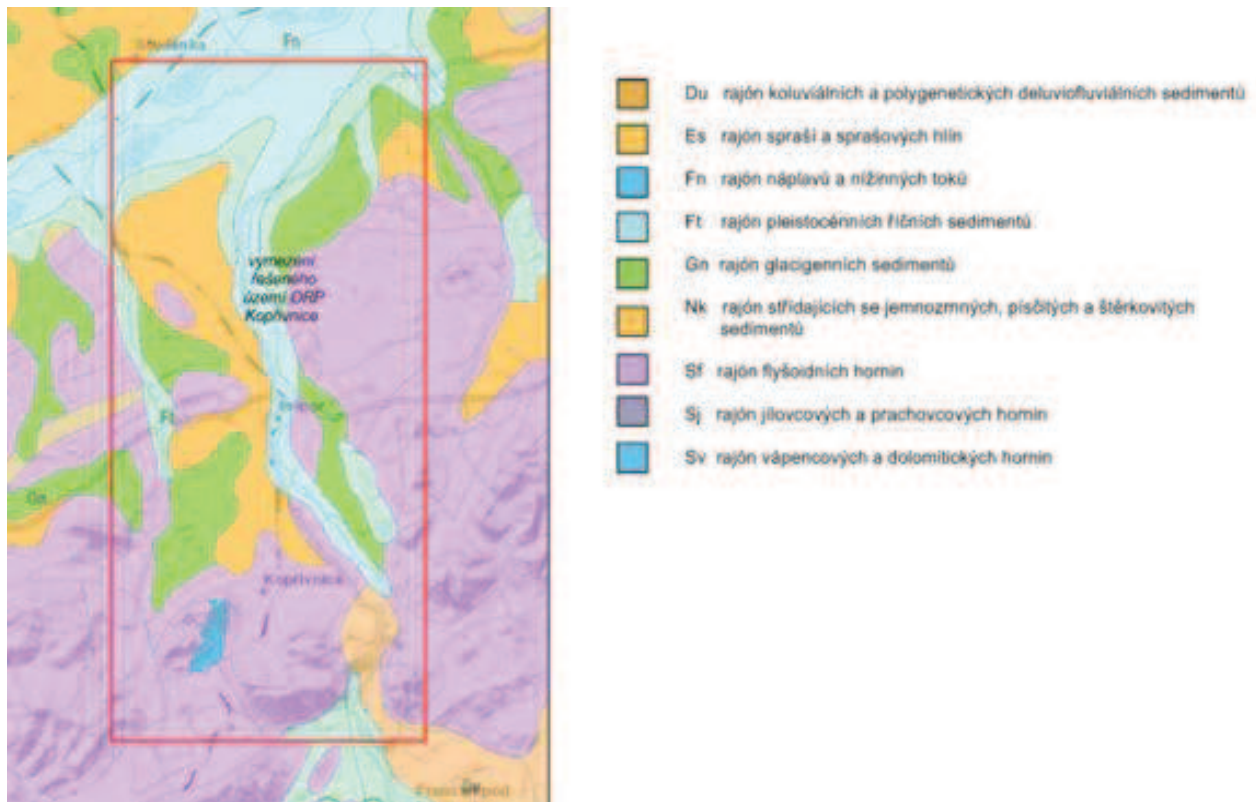 Studénka
Fn
vymezení
řešeného
území ORP
Kopřivnice
Ft
Gn
Kopřivnice
Du rajón koluviálních a polygenetických deluviofluviálních sedimentů
Es rajón spraší a sprašových hlín
Fn rajón náplavů a nížinných toků
Ft rajón pleistocénních říčních sedimentů
Gn rajón glacigenních sedimentů
Nk rajón střídajících se jemnozrnných, písčitých a štěrkovitých
sedimentů
Sf rajón flyšoidních hornin
Sj rajón jílovcových a prachovcových hornin
Sv rajón vápencových a dolomitických hornin